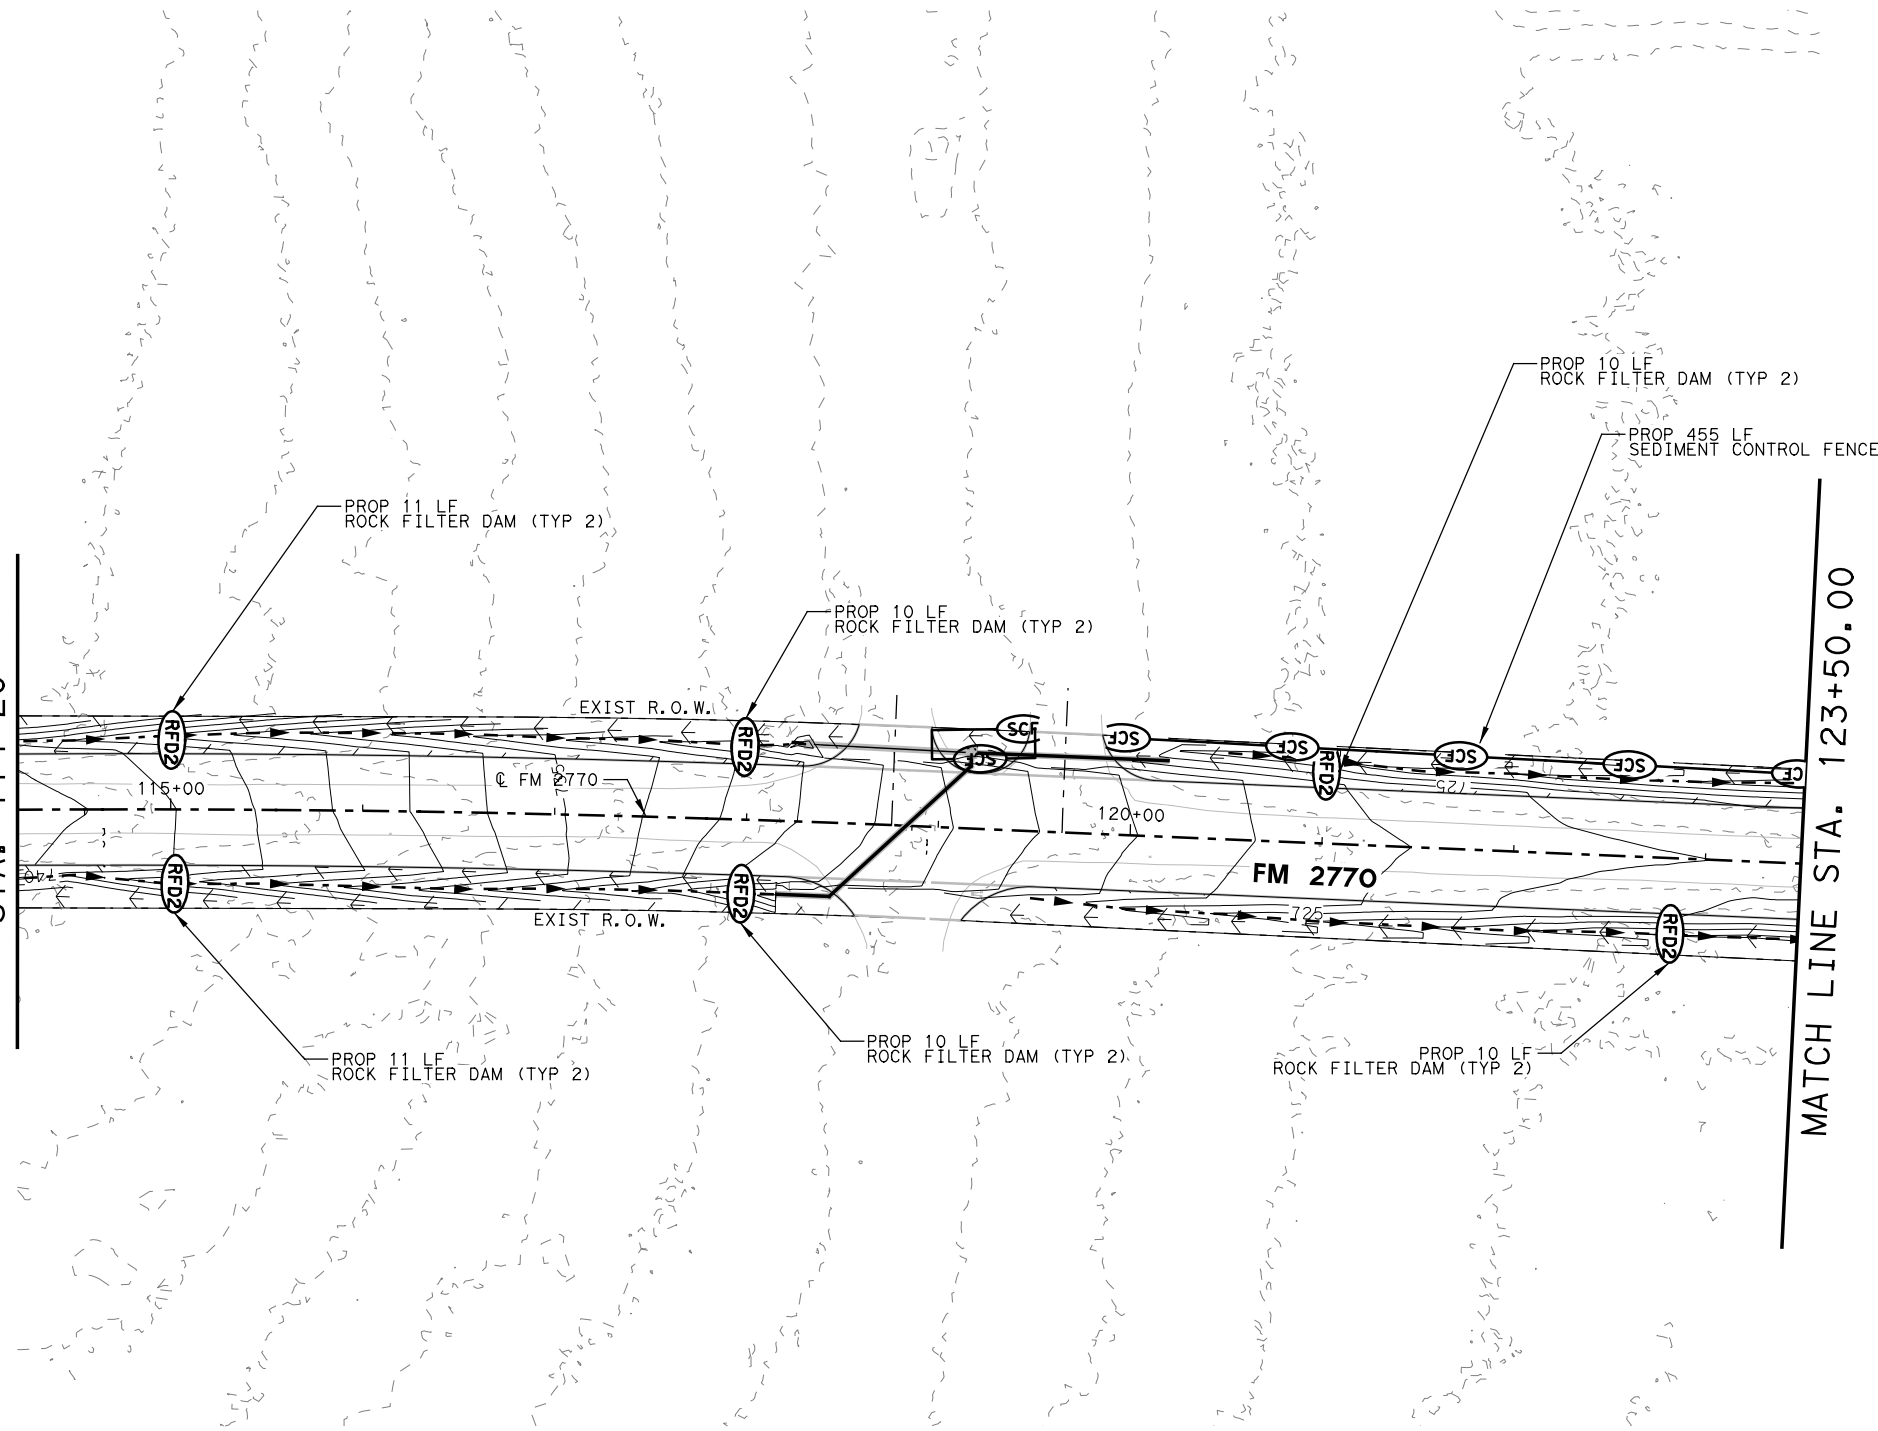 PROP 10 LF
ROCK FILTER DAM (TYP 2)
PROP 455 LF
SEDIMENT CONTROL FENCE
PROP 11 LF
ROCK FILTER DAM (TYP 2)
PROP 10 LF
ROCK FILTER DAM (TYP 2)
EXIST R.O.W.
RFD2
RFD2
SCF
SCF
SCF
SCF
RFD2
SCF
SCF
℄ FM 2770
115+00
725
120+00
FM 2770
740
RFD2
RFD2
EXIST R.O.W.
725
RFD2
PROP 11 LF
ROCK FILTER DAM (TYP 2)
PROP 10 LF
ROCK FILTER DAM (TYP 2)
PROP 10 LF
ROCK FILTER DAM (TYP 2)
MATCH LINE STA. 123+50.00